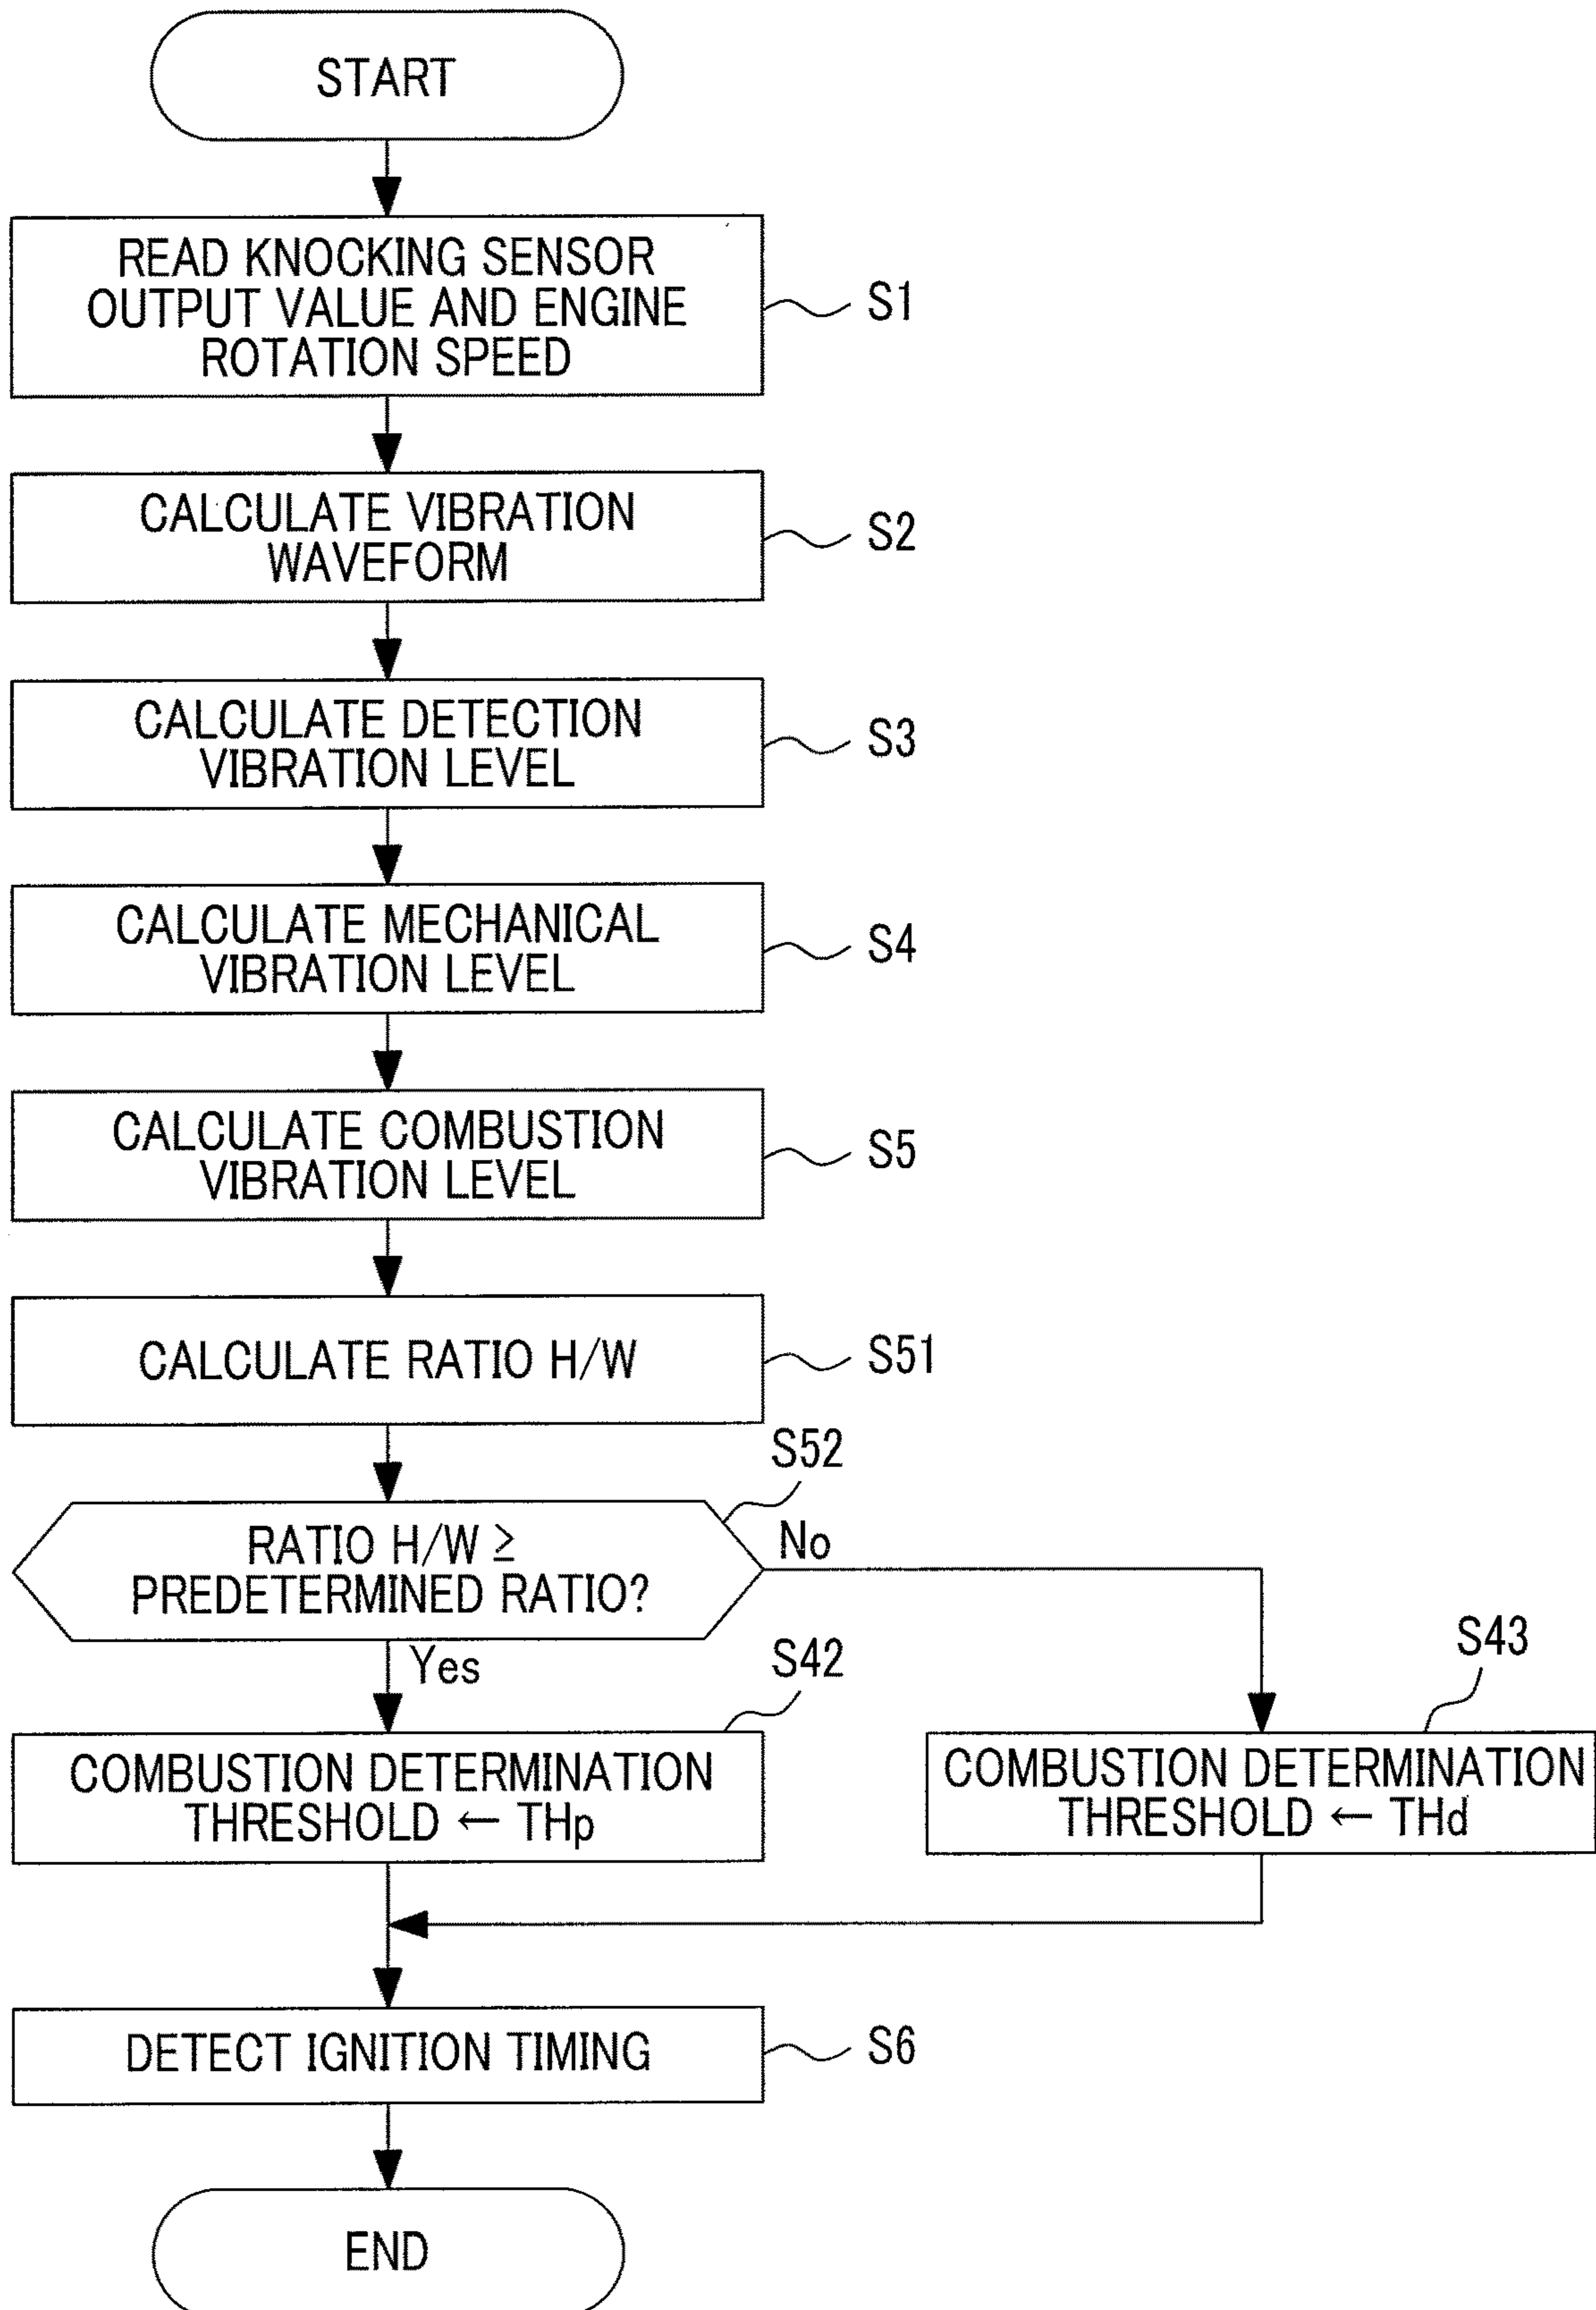 START
READ KNOCKING SENSOR
OUTPUT VALUE AND ENGINE
ROTATION SPEED
S1
CALCULATE VIBRATION
WAVEFORM
S2
CALCULATE DETECTION
VIBRATION LEVEL
S3
CALCULATE MECHANICAL
VIBRATION LEVEL
S4
CALCULATE COMBUSTION
VIBRATION LEVEL
S5
CALCULATE RATIO H/W
S51
S52
RATIO H/W ≥
PREDETERMINED RATIO?
No
Yes
S42
COMBUSTION DETERMINATION
THRESHOLD ← THp
S43
COMBUSTION DETERMINATION
THRESHOLD ← THd
DETECT IGNITION TIMING
S6
END